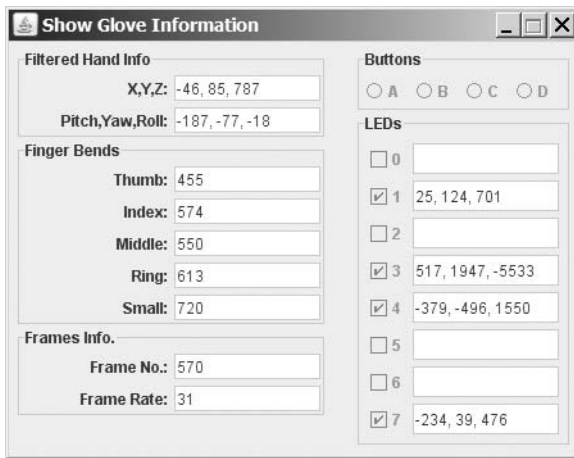 Show Glove Information
Filtered Hand Info
X,Y,Z: -46, 85, 787
Pitch,Yaw,Roll: -187, -77, -18
Finger Bends
Thumb: 455
Index: 574
Middle: 550
Ring: 613
Small: 720
Frames Info.
Frame No.: 570
Frame Rate: 31
Buttons
A B C D
LEDs
0
1 25, 124, 701
2
3 517, 1947, -5533
4 -379, -496, 1550
5
6
7 -234, 39, 476